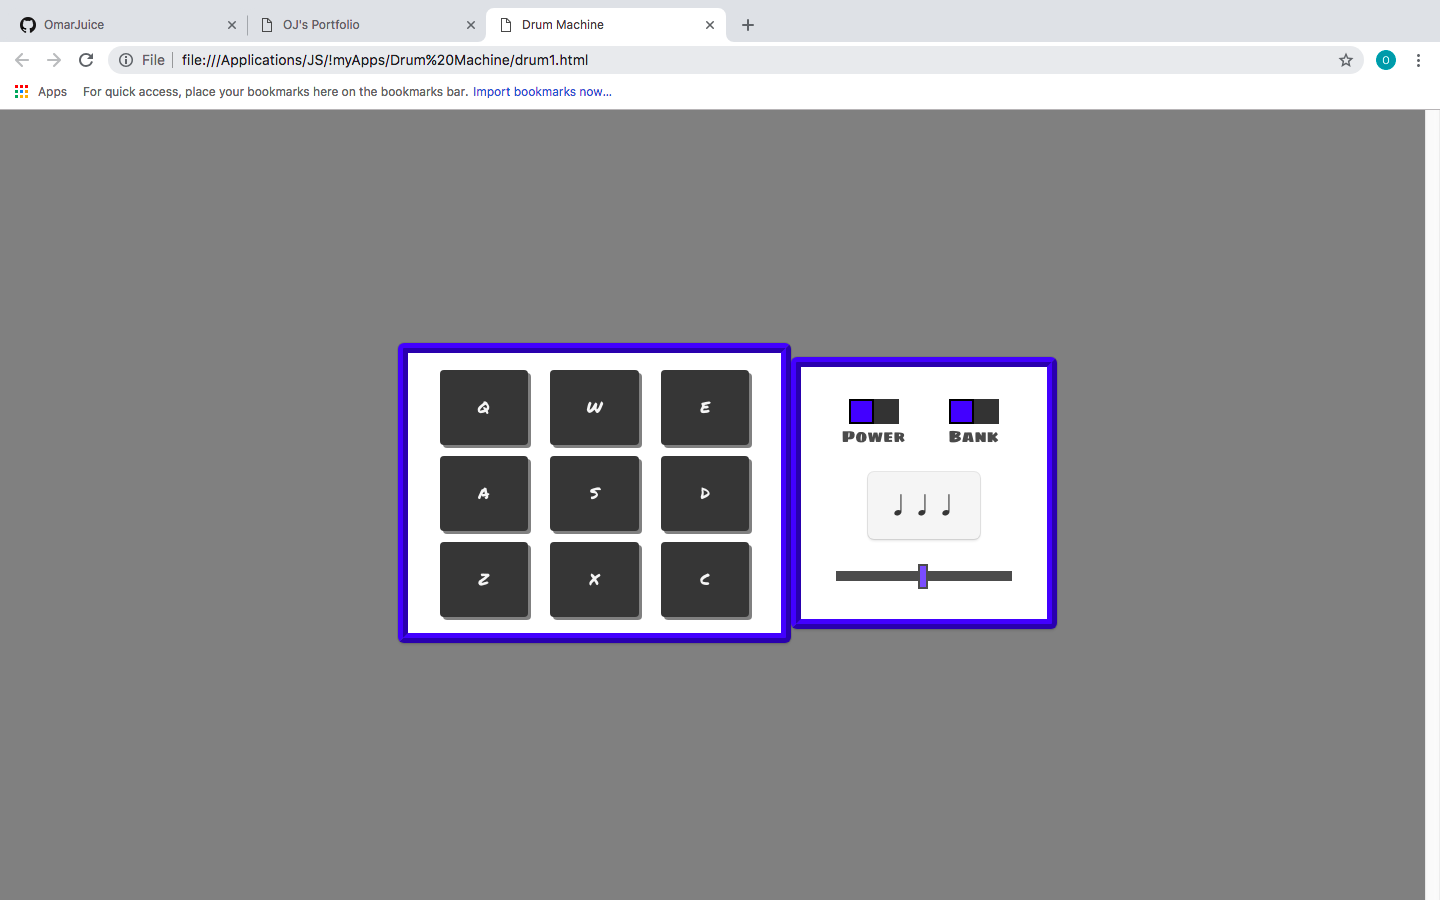 OmarJuice
OJ's Portfolio
Drum Machine
File
file:///Applications/JS/!myApps/Drum%20Machine/drum1.html
O
Apps
For quick access, place your bookmarks here on the bookmarks bar. Import bookmarks now...
Q W E
A S D
Z X C
Power Bank
♩ ♩ ♩